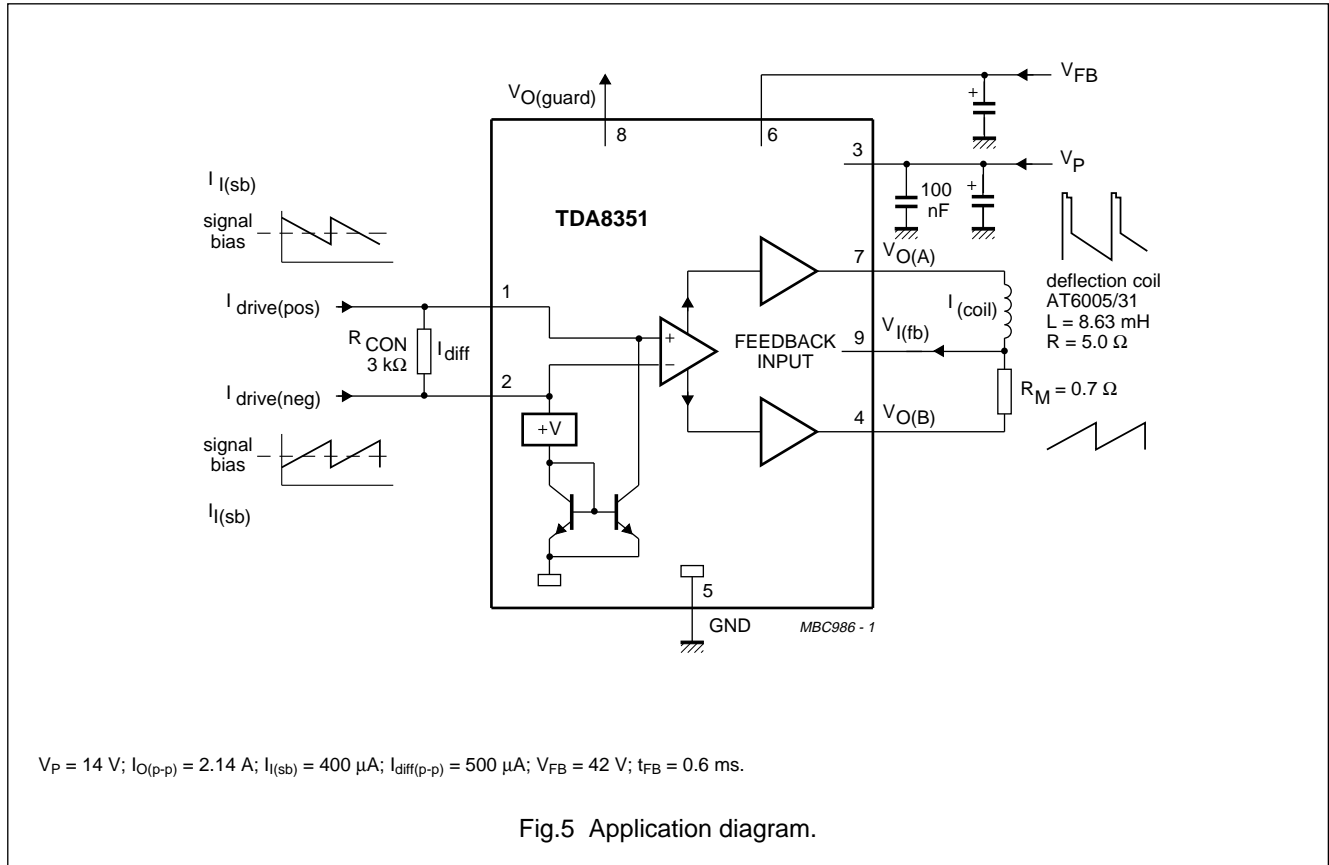 V_FB
V_O(guard)
8
6
+
3
V_P
I_I(sb)
100
nF
+
signal
bias
TDA8351
7
V_O(A)
deflection coil
AT6005/31
L = 8.63 mH
R = 5.0 Ω
I_drive(pos)
1
I_(coil)
V_I(fb)
R_CON
3 kΩ
I_diff
+
−
FEEDBACK
INPUT
9
2
I_drive(neg)
R_M = 0.7 Ω
V_O(B)
4
+V
signal
bias
I_I(sb)
5
GND
MBC986 - 1
V_P = 14 V; I_O(p-p) = 2.14 A; I_I(sb) = 400 μA; I_diff(p-p) = 500 μA; V_FB = 42 V; t_FB = 0.6 ms.
Fig.5 Application diagram.